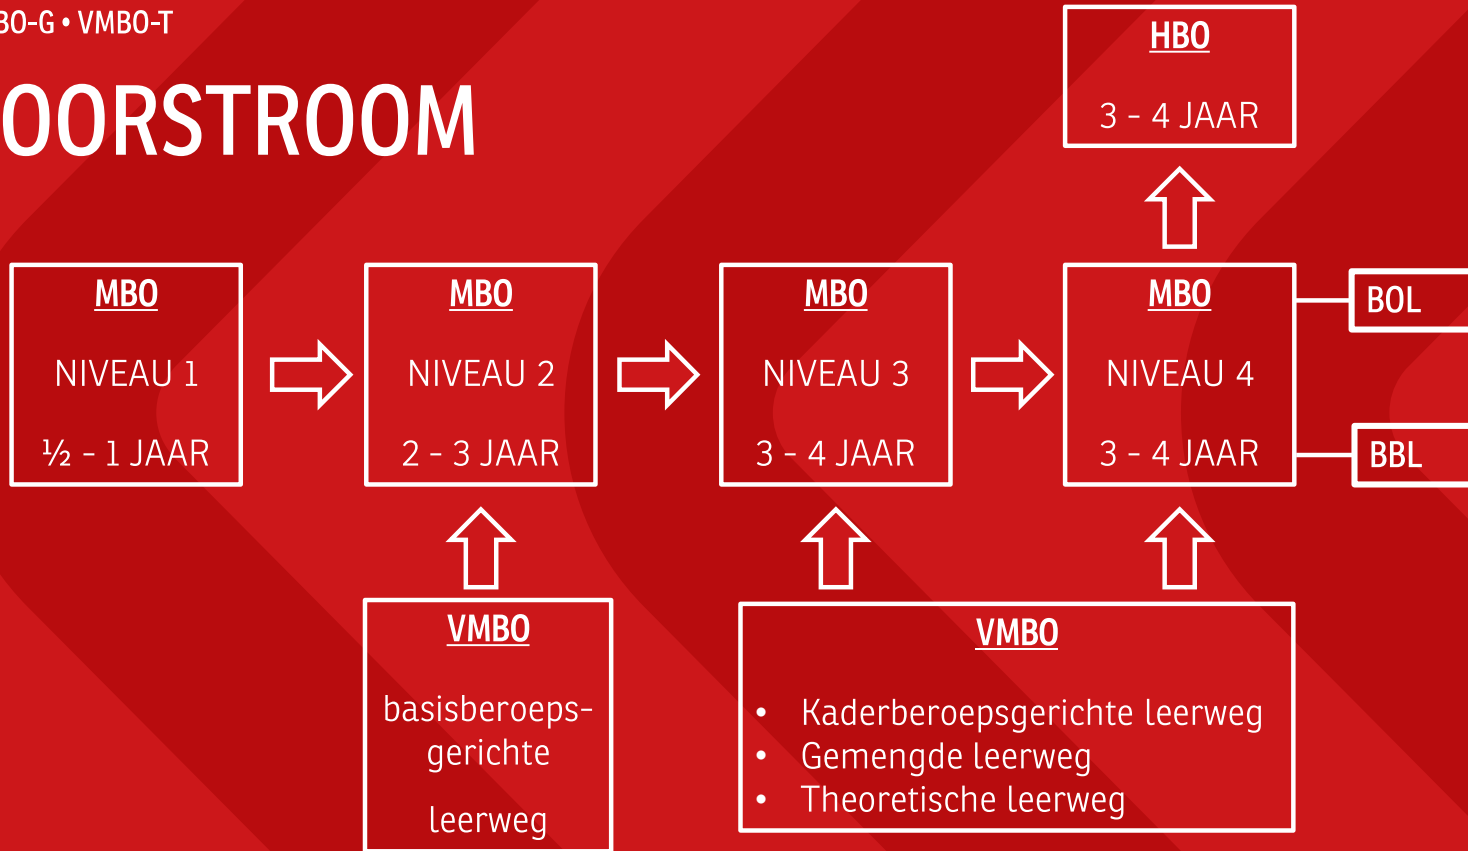 BO-G • VMBO-T
OORSTROOM
HBO
3 - 4 JAAR
MBO
NIVEAU 1
½ - 1 JAAR
MBO
NIVEAU 2
2 - 3 JAAR
MBO
NIVEAU 3
3 - 4 JAAR
MBO
NIVEAU 4
3 - 4 JAAR
BOL
BBL
VMBO
basisberoeps-
gerichte
leerweg
VMBO
• Kaderberoepsgerichte leerweg
• Gemengde leerweg
• Theoretische leerweg